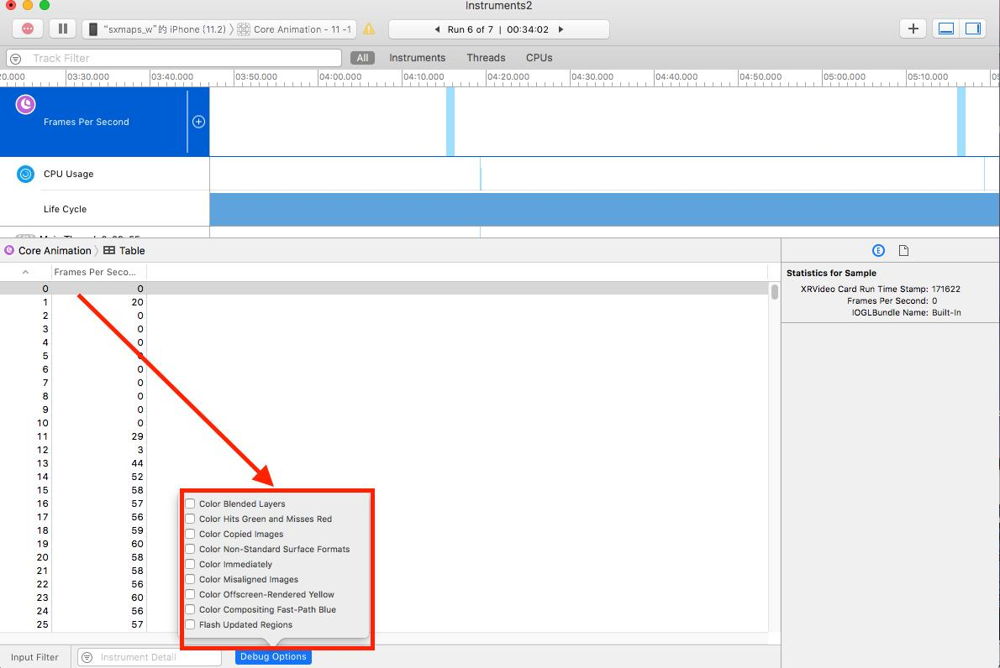 Instruments2
“sxmaps_w”的 iPhone (11.2) 〉 Core Animation - 11 -1
Run 6 of 7 | 00:34:02
Track Filter
All Instruments Threads CPUs
20.000 03:30.000 03:40.000 03:50.000 04:00.000 04:10.000 04:20.000 04:30.000 04:40.000 04:50.000 05:00.000 05:10.000
Frames Per Second
CPU Usage
Life Cycle
Core Animation 〉 Table
Frames Per Seco...
0 0
1 20
2 0
3 0
4 0
5 0
6 0
7 0
8 0
9 0
10 0
11 29
12 3
13 44
14 52
15 58
16 57
17 56
18 59
19 60
20 58
21 58
22 56
23 60
24 56
25 57
Color Blended Layers
Color Hits Green and Misses Red
Color Copied Images
Color Non-Standard Surface Formats
Color Immediately
Color Misaligned Images
Color Offscreen-Rendered Yellow
Color Compositing Fast-Path Blue
Flash Updated Regions
Input Filter
Instrument Detail
Debug Options
E
Statistics for Sample
XRVideo Card Run Time Stamp: 171622
Frames Per Second: 0
IOGLBundle Name: Built-In